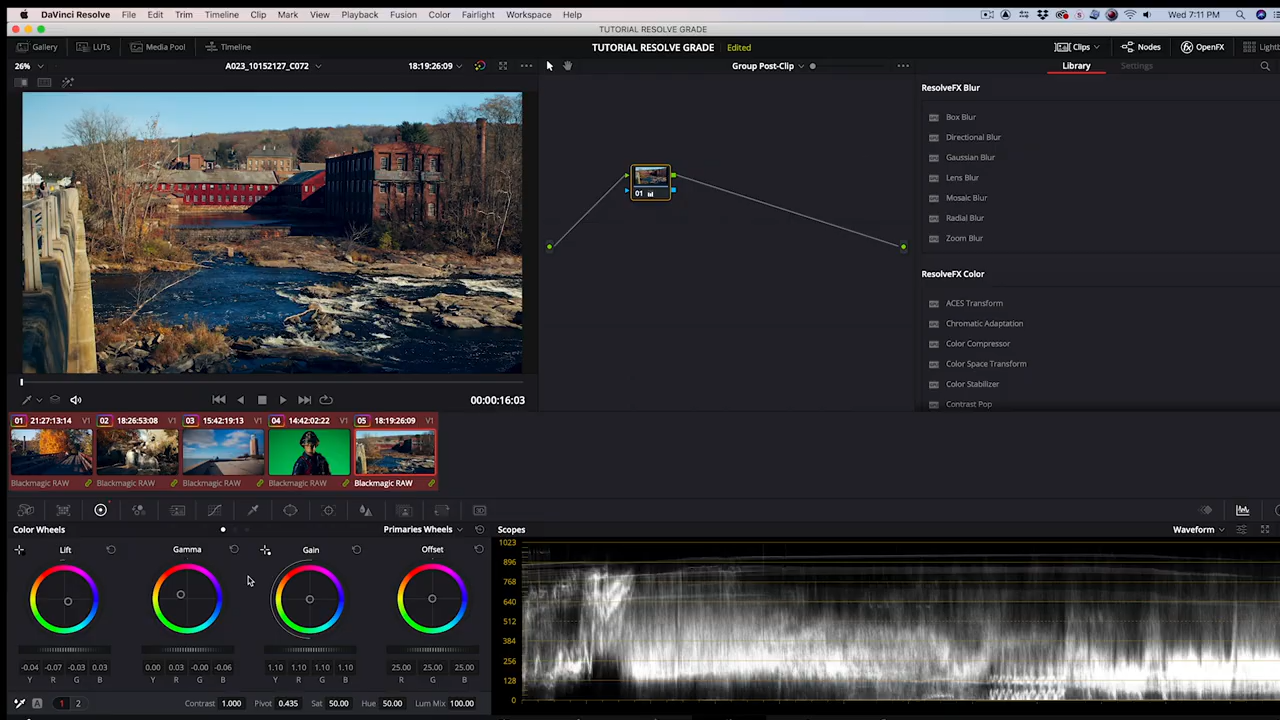 DaVinci Resolve File Edit Trim Timeline Clip Mark View Playback Fusion Color Fairlight Workspace Help Wed 7:11 PM
TUTORIAL RESOLVE GRADE
Gallery LUTs Media Pool Timeline TUTORIAL RESOLVE GRADE Edited Clips Nodes OpenFX Lightb
26% A023_10152127_C072 18:19:26:09 Group Post-Clip Library Settings
ResolveFX Blur
Box Blur
Directional Blur
Gaussian Blur
Lens Blur
01
Mosaic Blur
Radial Blur
Zoom Blur
ResolveFX Color
ACES Transform
Chromatic Adaptation
Color Compressor
Color Space Transform
Color Stabilizer
00:00:16:03 Contrast Pop
01 21:27:13:14 V1 02 18:26:53:08 V1 03 15:42:19:13 V1 04 14:42:02:22 V1 05 18:19:26:09 V1
Blackmagic RAW Blackmagic RAW Blackmagic RAW Blackmagic RAW Blackmagic RAW
Color Wheels Primaries Wheels Scopes Waveform
Lift Gamma Gain Offset
1023
896
768
640
512
384
256
128
0
-0.04 -0.07 -0.03 0.03 0.00 0.03 -0.00 -0.06 1.10 1.10 1.10 1.10 25.00 25.00 25.00
Y R G B Y R G B Y R G B R G B
A 1 2 Contrast 1.000 Pivot 0.435 Sat 50.00 Hue 50.00 Lum Mix 100.00